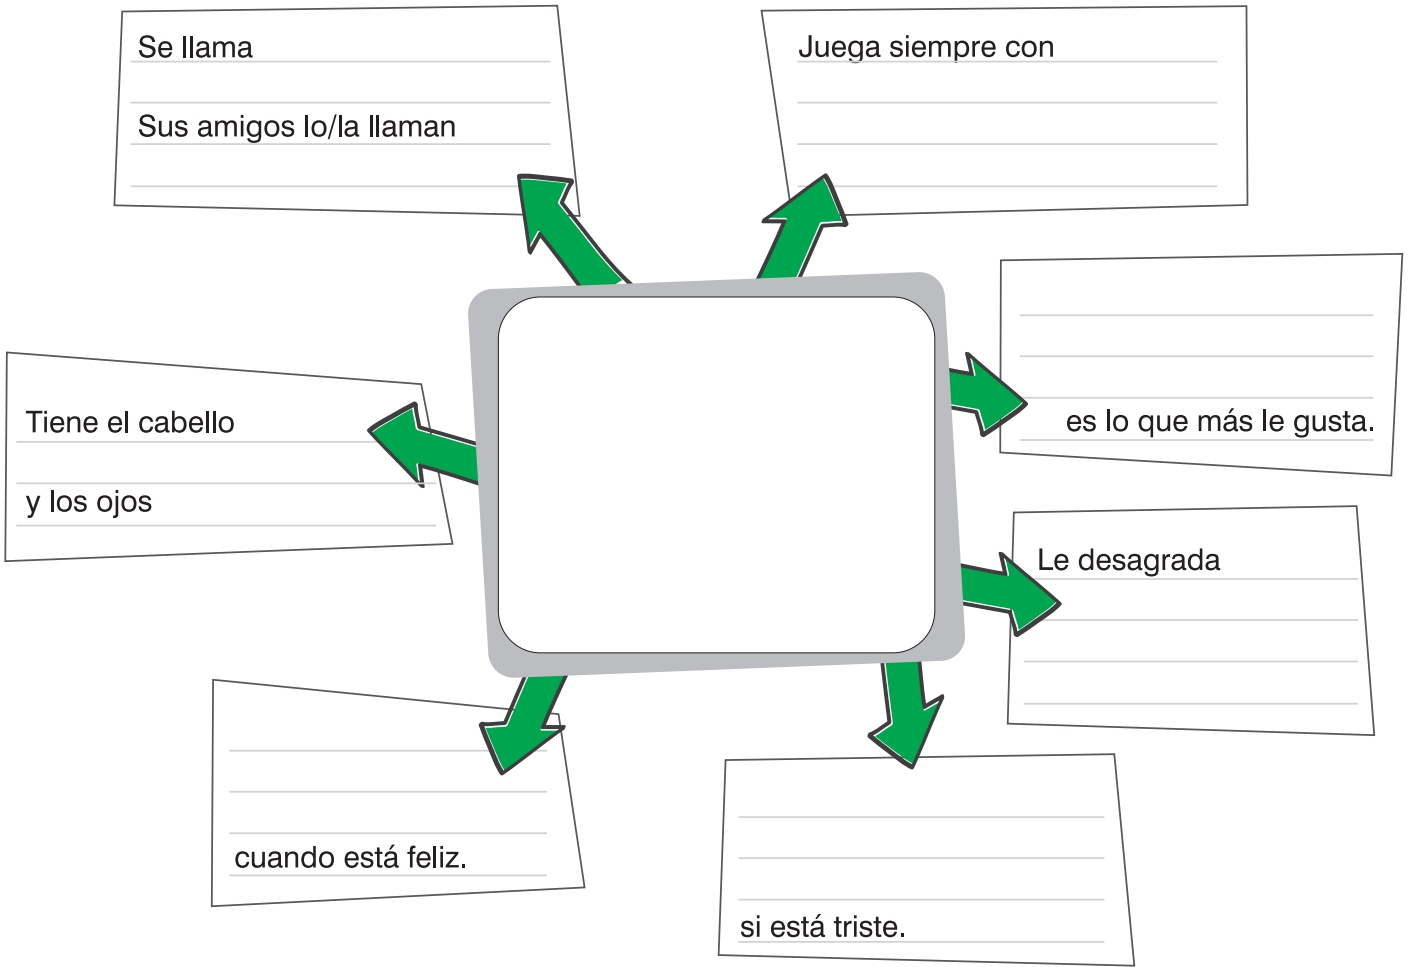 Se llama
Sus amigos lo/la llaman
Juega siempre con
es lo que más le gusta.
Tiene el cabello
y los ojos
Le desagrada
cuando está feliz.
si está triste.